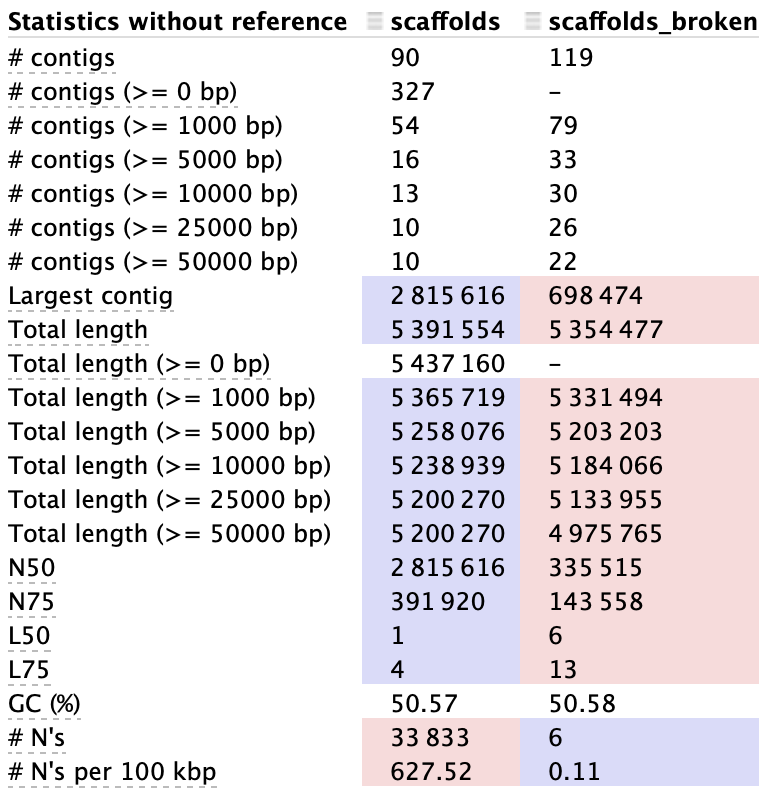 Statistics without reference scaffolds scaffolds_broken
# contigs 90 119
# contigs (>= 0 bp) 327 –
# contigs (>= 1000 bp) 54 79
# contigs (>= 5000 bp) 16 33
# contigs (>= 10000 bp) 13 30
# contigs (>= 25000 bp) 10 26
# contigs (>= 50000 bp) 10 22
Largest contig 2 815 616 698 474
Total length 5 391 554 5 354 477
Total length (>= 0 bp) 5 437 160 –
Total length (>= 1000 bp) 5 365 719 5 331 494
Total length (>= 5000 bp) 5 258 076 5 203 203
Total length (>= 10000 bp) 5 238 939 5 184 066
Total length (>= 25000 bp) 5 200 270 5 133 955
Total length (>= 50000 bp) 5 200 270 4 975 765
N50 2 815 616 335 515
N75 391 920 143 558
L50 1 6
L75 4 13
GC (%) 50.57 50.58
# N's 33 833 6
# N's per 100 kbp 627.52 0.11